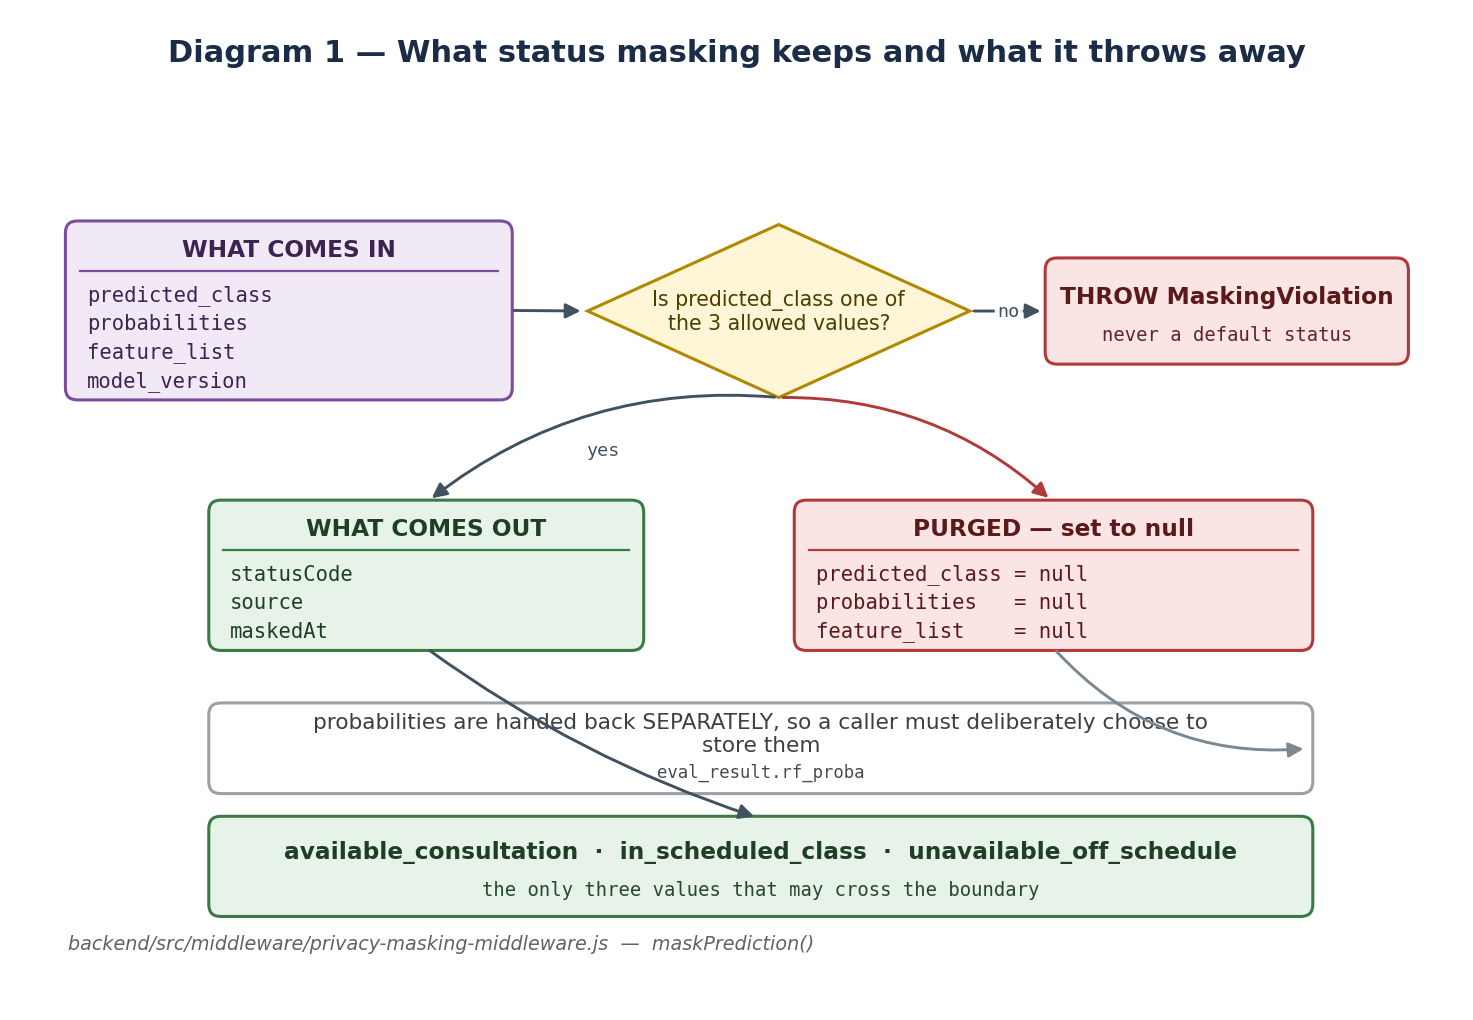 Diagram 1 — What status masking keeps and what it throws away
WHAT COMES IN
predicted_class
probabilities
feature_list
model_version
Is predicted_class one of
the 3 allowed values?
no
THROW MaskingViolation
never a default status
yes
WHAT COMES OUT
statusCode
source
maskedAt
PURGED — set to null
predicted_class = null
probabilities   = null
feature_list    = null
probabilities are handed back SEPARATELY, so a caller must deliberately choose to
store them
eval_result.rf_proba
available_consultation  ·  in_scheduled_class  ·  unavailable_off_schedule
the only three values that may cross the boundary
backend/src/middleware/privacy-masking-middleware.js  —  maskPrediction()